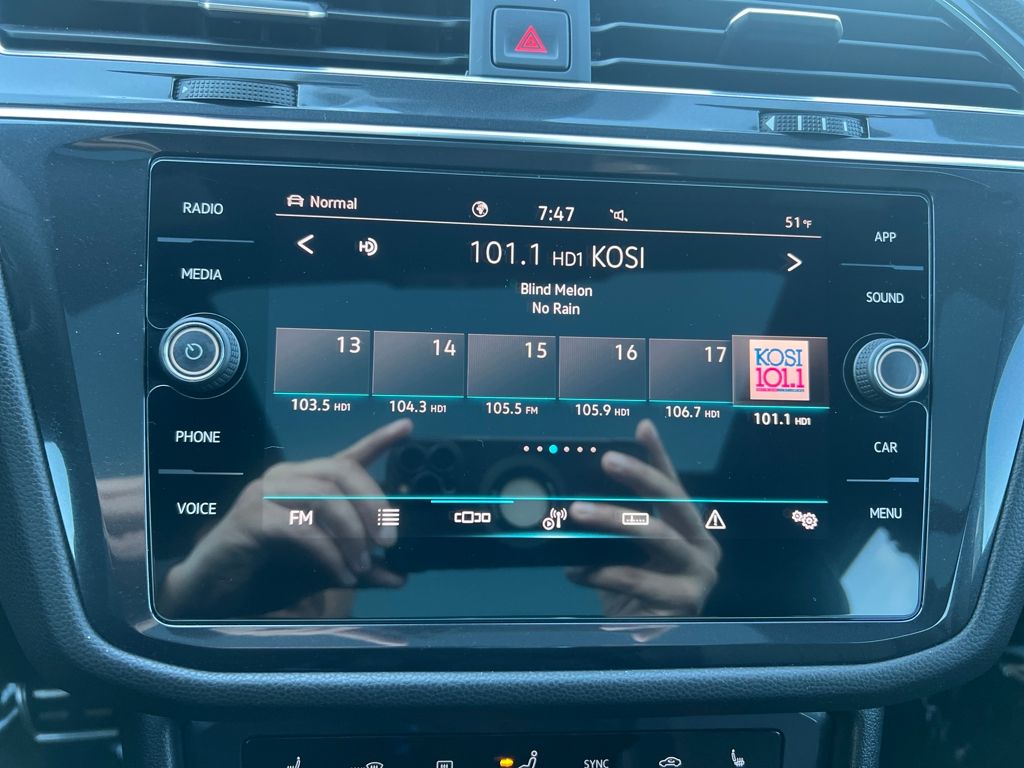 RADIO
MEDIA
PHONE
VOICE
Normal
7:47
51°F
101.1 HD1 KOSI
Blind Melon
No Rain
13
14
15
16
17
KOSI
101.1
103.5 HD1
104.3 HD1
105.5 FM
105.9 HD1
106.7 HD1
101.1 HD1
FM
APP
SOUND
CAR
MENU
SYNC